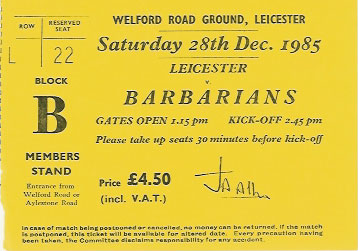 ROW
RESERVED
SEAT
L
22
BLOCK
B
MEMBERS
STAND
Entrance from
Welford Road or
Aylestone Road
WELFORD ROAD GROUND, LEICESTER
Saturday 28th Dec. 1985
LEICESTER
v
BARBARIANS
GATES OPEN 1.15 pm KICK-OFF 2.45 pm
Please take up seats 30 minutes before kick-off
Price £4.50
(incl. V.A.T.)
In case of match being postponed or cancelled, no money can be refunded. If the match
is postponed, this ticket will be available for altered date. Every precaution having
been taken, the Committee disclaims responsibility for any accident.